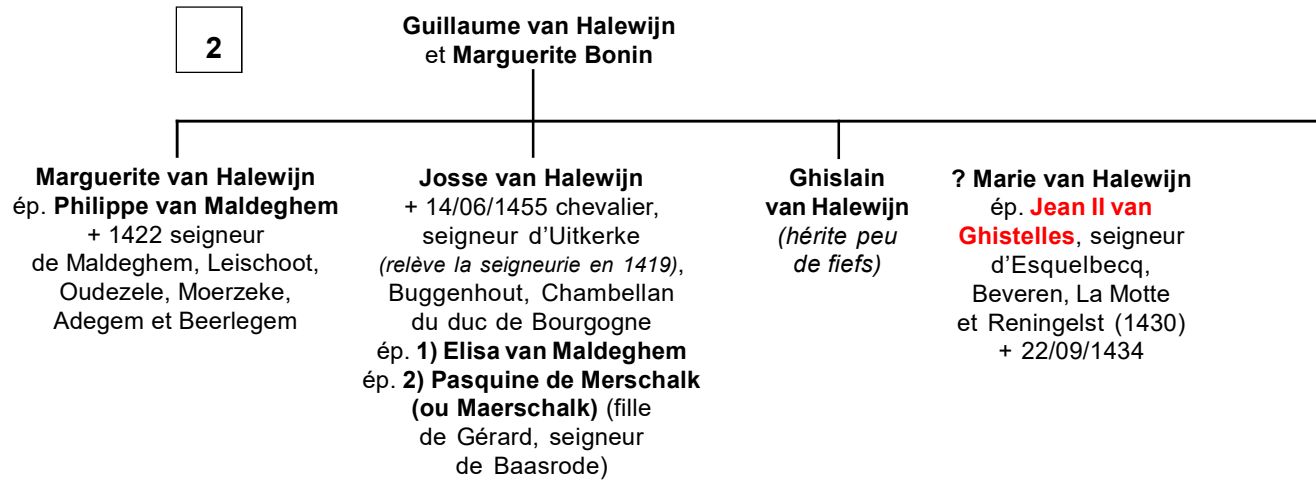 2
Guillaume van Halewijn
et Marguerite Bonin
Marguerite van Halewijn
ép. Philippe van Maldeghem
+ 1422 seigneur
de Maldeghem, Leischoot,
Oudezele, Moerzeke,
Adegem et Beerlegem
Josse van Halewijn
+ 14/06/1455 chevalier,
seigneur d’Uitkerke
(relève la seigneurie en 1419),
Buggenhout, Chambellan
du duc de Bourgogne
ép. 1) Elisa van Maldeghem
ép. 2) Pasquine de Merschalk
(ou Maerschalk) (fille
de Gérard, seigneur
de Baasrode)
Ghislain
van Halewijn
(hérite peu
de fiefs)
? Marie van Halewijn
ép. Jean II van
Ghistelles, seigneur
d’Esquelbecq,
Beveren, La Motte
et Reningelst (1430)
+ 22/09/1434